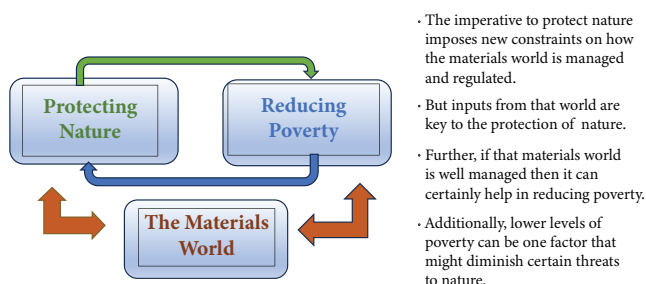 Protecting
Nature
Reducing
Poverty
The Materials
World
· The imperative to protect nature
imposes new constraints on how
the materials world is managed
and regulated.
· But inputs from that world are
key to the protection of nature.
· Further, if that materials world
is well managed then it can
certainly help in reducing poverty.
· Additionally, lower levels of
poverty can be one factor that
might diminish certain threats
to nature.